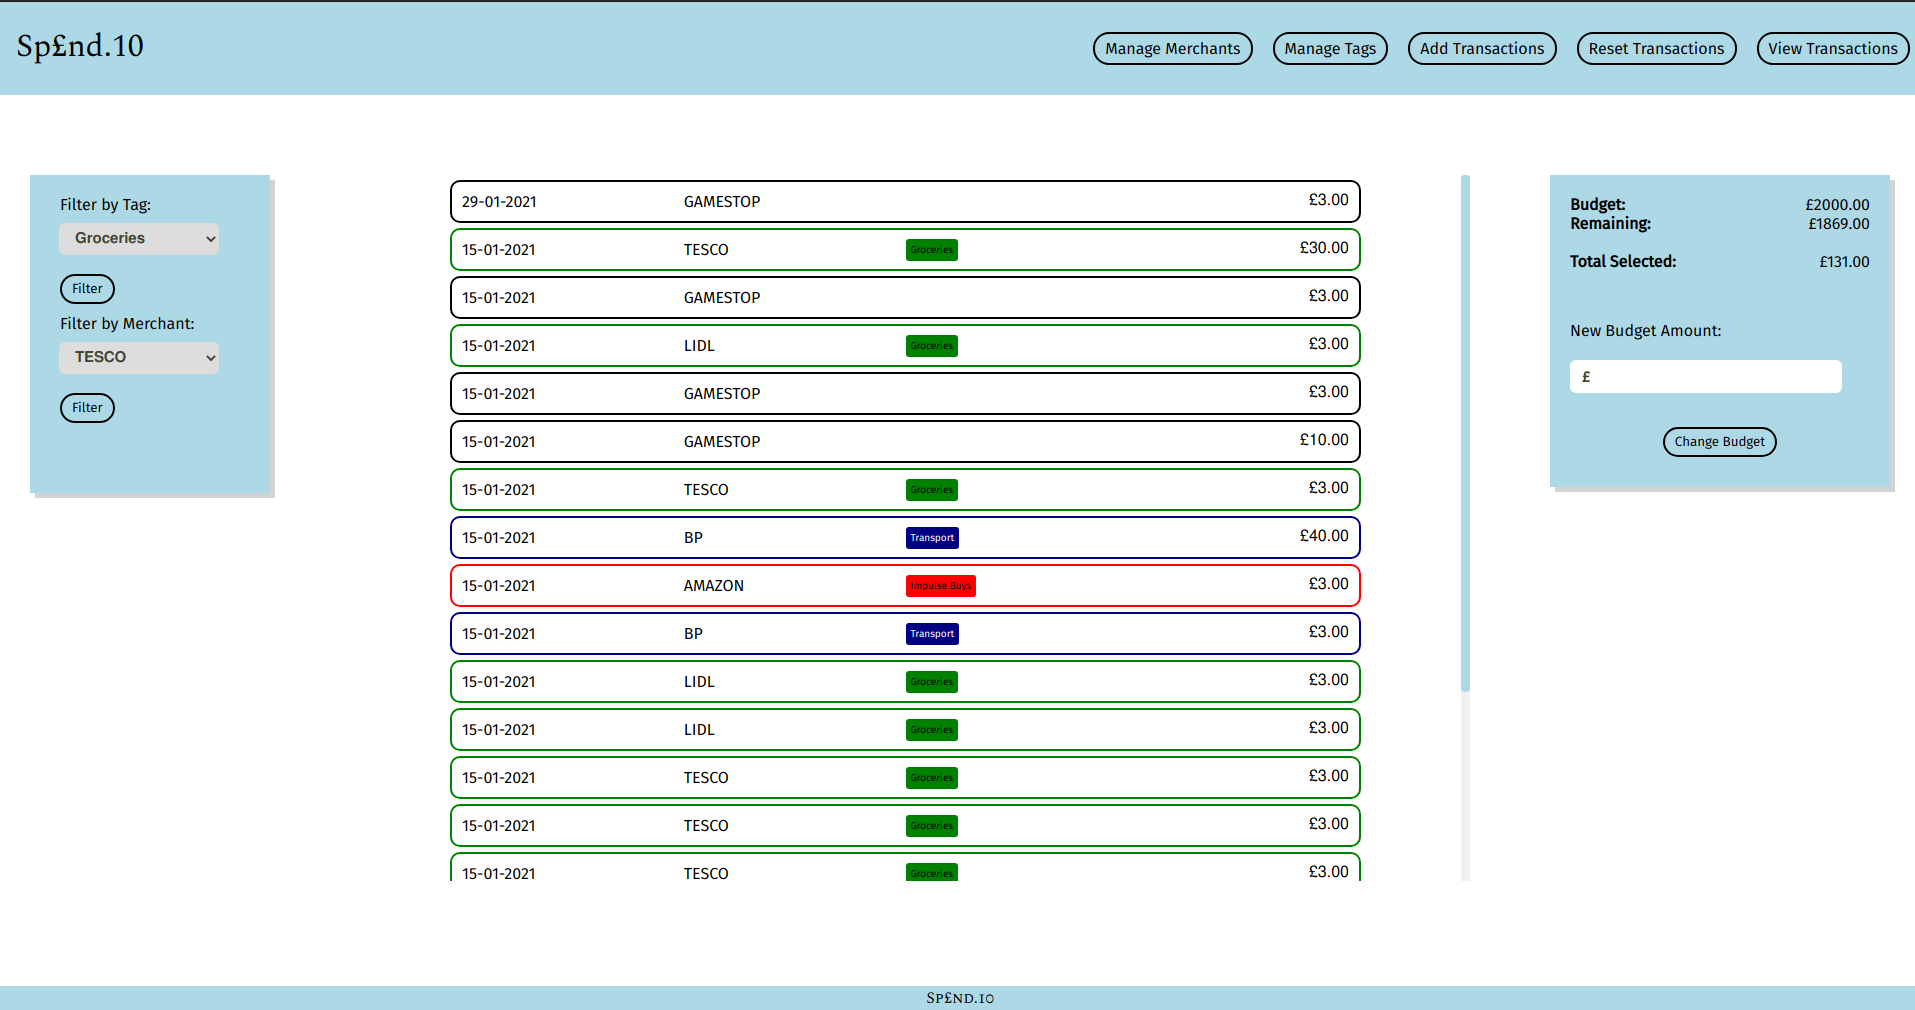 Sp£nd.10
Manage Merchants Manage Tags Add Transactions Reset Transactions View Transactions
Filter by Tag:
Groceries
Filter
Filter by Merchant:
TESCO
Filter
29-01-2021 GAMESTOP £3.00
15-01-2021 TESCO Groceries £30.00
15-01-2021 GAMESTOP £3.00
15-01-2021 LIDL Groceries £3.00
15-01-2021 GAMESTOP £3.00
15-01-2021 GAMESTOP £10.00
15-01-2021 TESCO Groceries £3.00
15-01-2021 BP Transport £40.00
15-01-2021 AMAZON Impulse Buys £3.00
15-01-2021 BP Transport £3.00
15-01-2021 LIDL Groceries £3.00
15-01-2021 LIDL Groceries £3.00
15-01-2021 TESCO Groceries £3.00
15-01-2021 TESCO Groceries £3.00
15-01-2021 TESCO Groceries £3.00
Budget: £2000.00
Remaining: £1869.00
Total Selected: £131.00
New Budget Amount:
£
Change Budget
Sp£nd.10